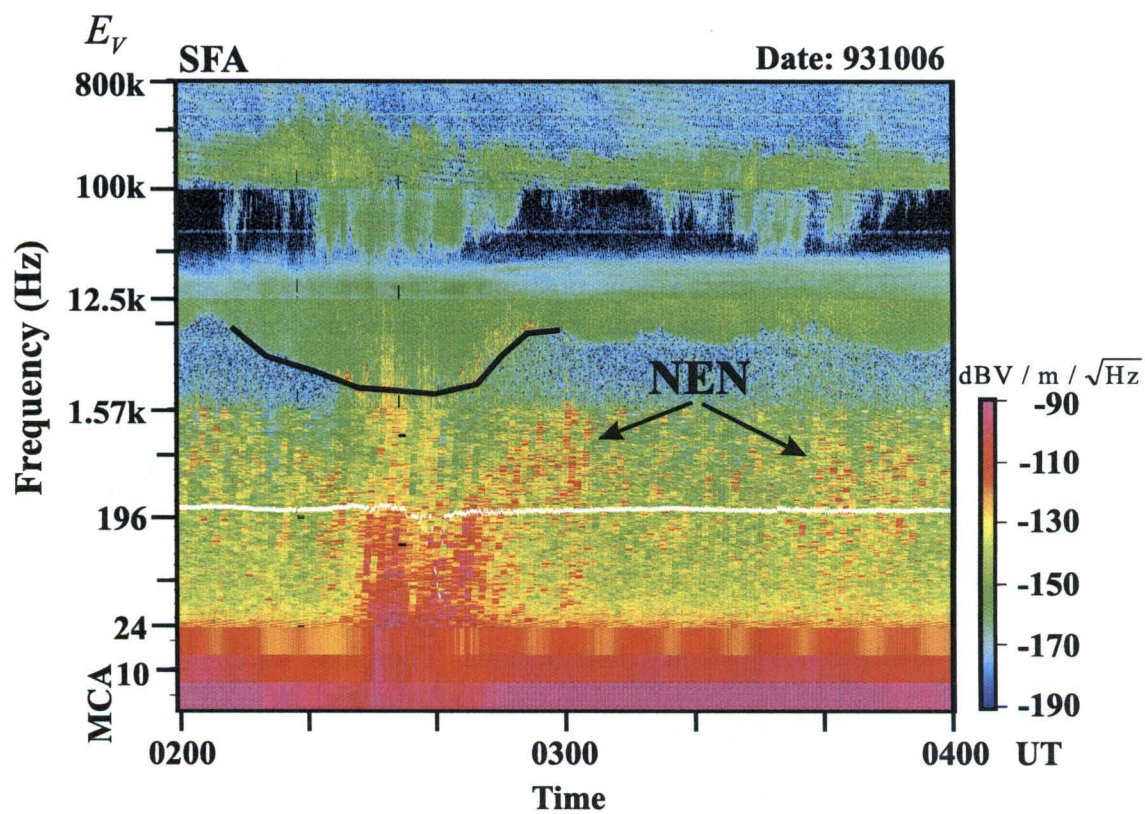 E_V
SFA Date: 931006
800k
100k
12.5k
1.57k
196
24
10
Frequency (Hz)
MCA
NEN
dBV / m / √Hz
-90
-110
-130
-150
-170
-190
0200 0300 0400 UT
Time